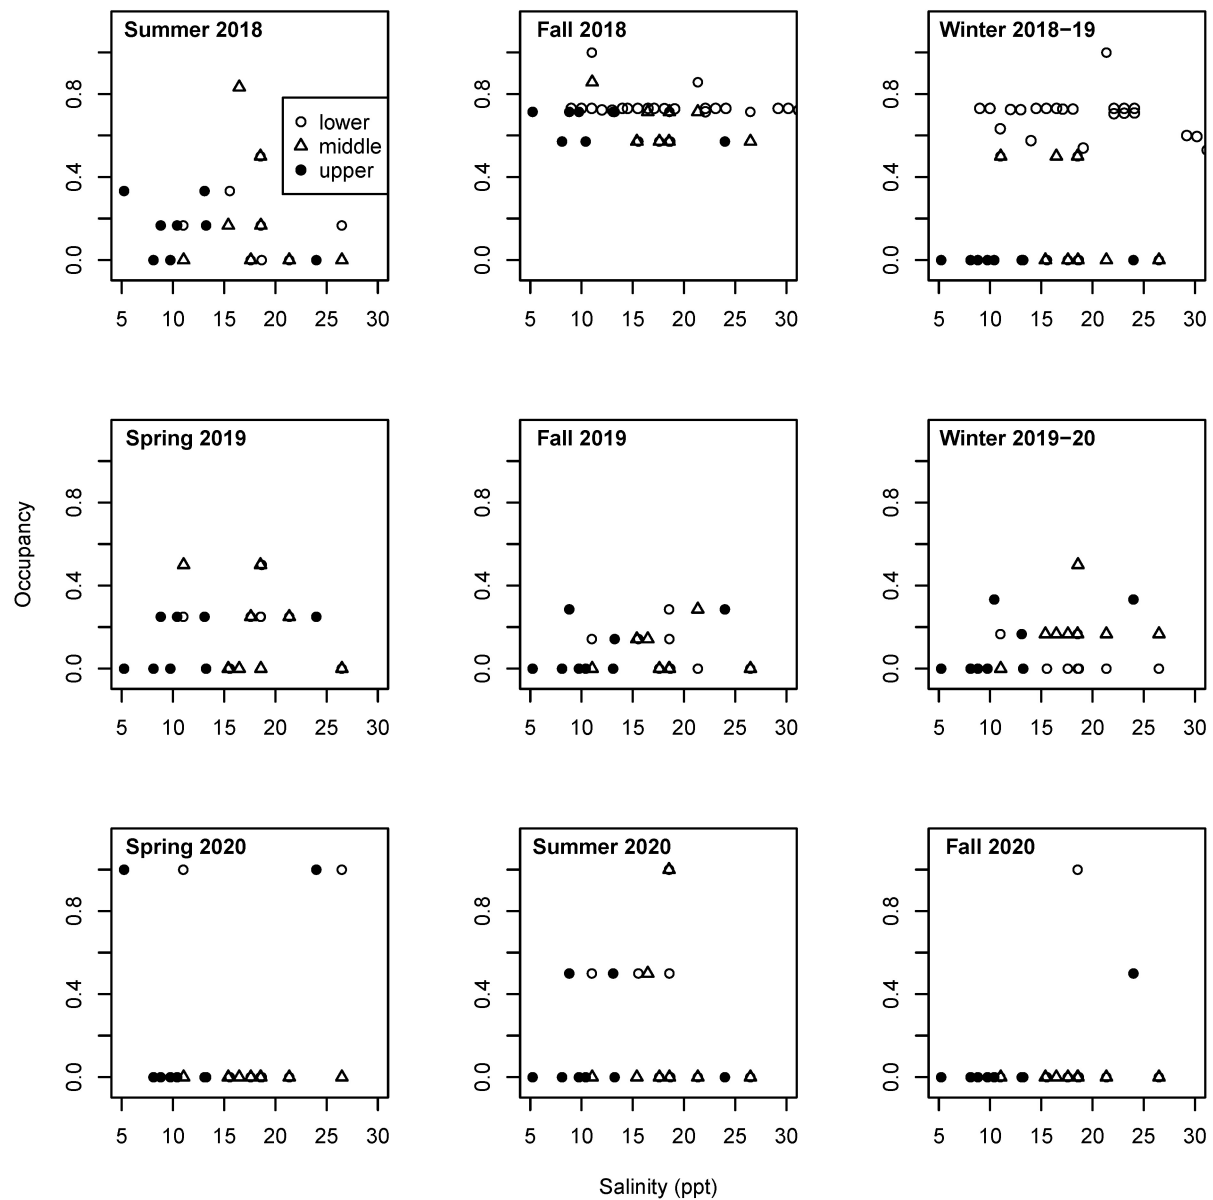 Summer 2018
Fall 2018
Winter 2018−19
lower
middle
upper
0.0 0.4 0.8
0.0 0.4 0.8
0.0 0.4 0.8
5 10 15 20 25 30
5 10 15 20 25 30
5 10 15 20 25 30
Spring 2019
Fall 2019
Winter 2019−20
Occupancy
0.0 0.4 0.8
0.0 0.4 0.8
0.0 0.4 0.8
5 10 15 20 25 30
5 10 15 20 25 30
5 10 15 20 25 30
Spring 2020
Summer 2020
Fall 2020
0.0 0.4 0.8
0.0 0.4 0.8
0.0 0.4 0.8
5 10 15 20 25 30
5 10 15 20 25 30
5 10 15 20 25 30
Salinity (ppt)